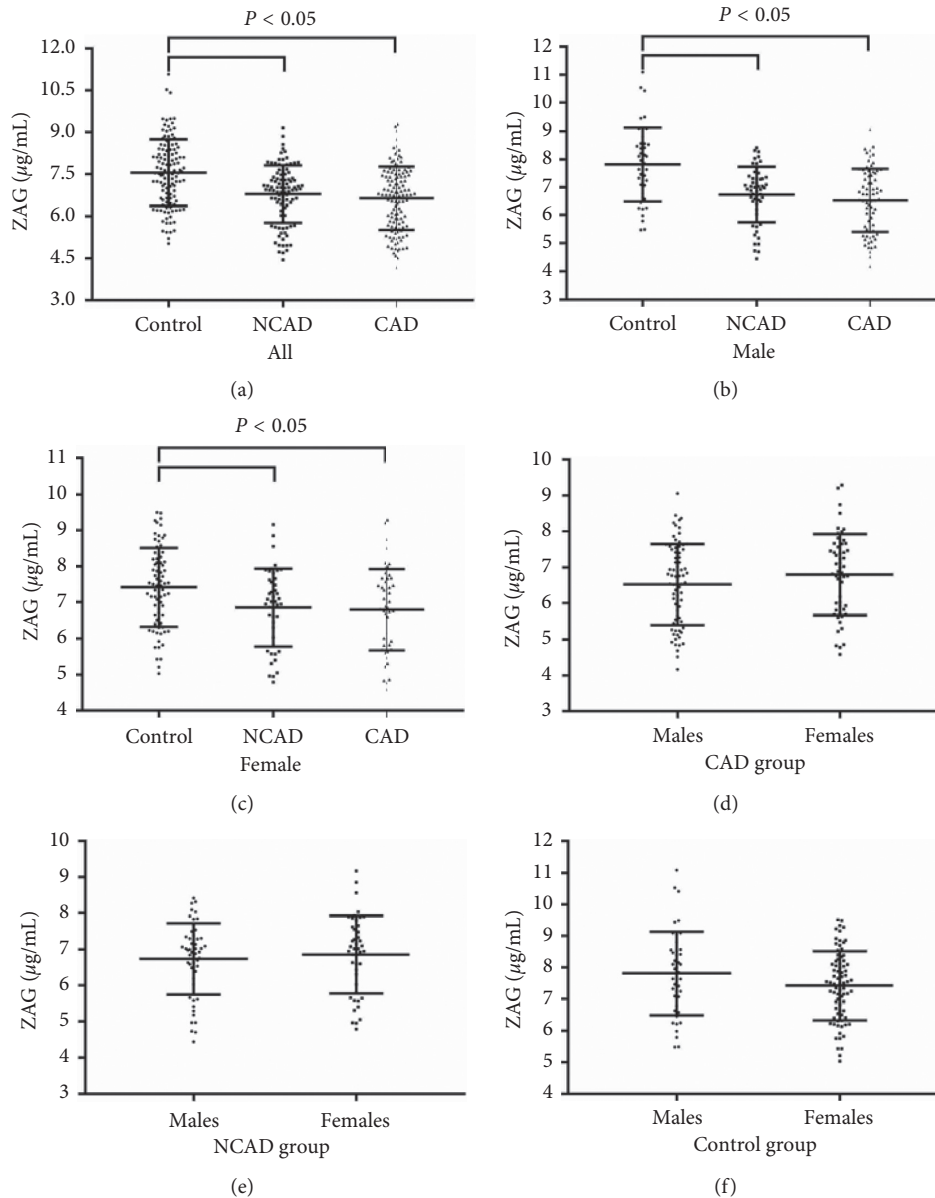 P < 0.05
12.0
10.5
9.0
7.5
6.0
4.5
3.0
ZAG (µg/mL)
Control NCAD CAD
All
(a)
P < 0.05
12
11
10
9
8
7
6
5
4
3
ZAG (µg/mL)
Control NCAD CAD
Male
(b)
P < 0.05
11
10
9
8
7
6
5
4
ZAG (µg/mL)
Control NCAD CAD
Female
(c)
10
9
8
7
6
5
4
3
ZAG (µg/mL)
Males Females
CAD group
(d)
10
9
8
7
6
5
4
3
ZAG (µg/mL)
Males Females
NCAD group
(e)
12
11
10
9
8
7
6
5
4
ZAG (µg/mL)
Males Females
Control group
(f)